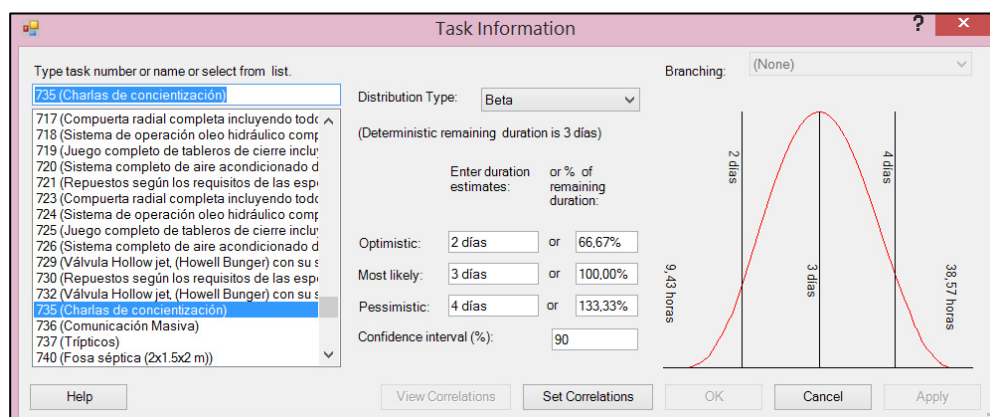 Task Information
?
Type task number or name or select from list.
735 (Charlas de concientización)
717 (Compuerta radial completa incluyendo todo
718 (Sistema de operación oleo hidráulico comp
719 (Juego completo de tableros de cierre incluy
720 (Sistema completo de aire acondicionado d
721 (Repuestos según los requisitos de las espe
723 (Compuerta radial completa incluyendo todo
724 (Sistema de operación oleo hidráulico comp
725 (Juego completo de tableros de cierre incluy
726 (Sistema completo de aire acondicionado d
729 (Válvula Hollow jet, (Howell Bunger) con su s
730 (Repuestos según los requisitos de las espe
732 (Válvula Hollow jet, (Howell Bunger) con su s
735 (Charlas de concientización)
736 (Comunicación Masiva)
737 (Trípticos)
740 (Fosa séptica (2x1.5x2 m))
Distribution Type: Beta
(Deterministic remaining duration is 3 días)
Enter duration estimates:
or % of remaining duration:
Optimistic: 2 días or 66,67%
Most likely: 3 días or 100,00%
Pessimistic: 4 días or 133,33%
Confidence interval (%): 90
Branching: (None)
9,43 horas
2 días
3 días
4 días
38,57 horas
Help
View Correlations
Set Correlations
OK
Cancel
Apply